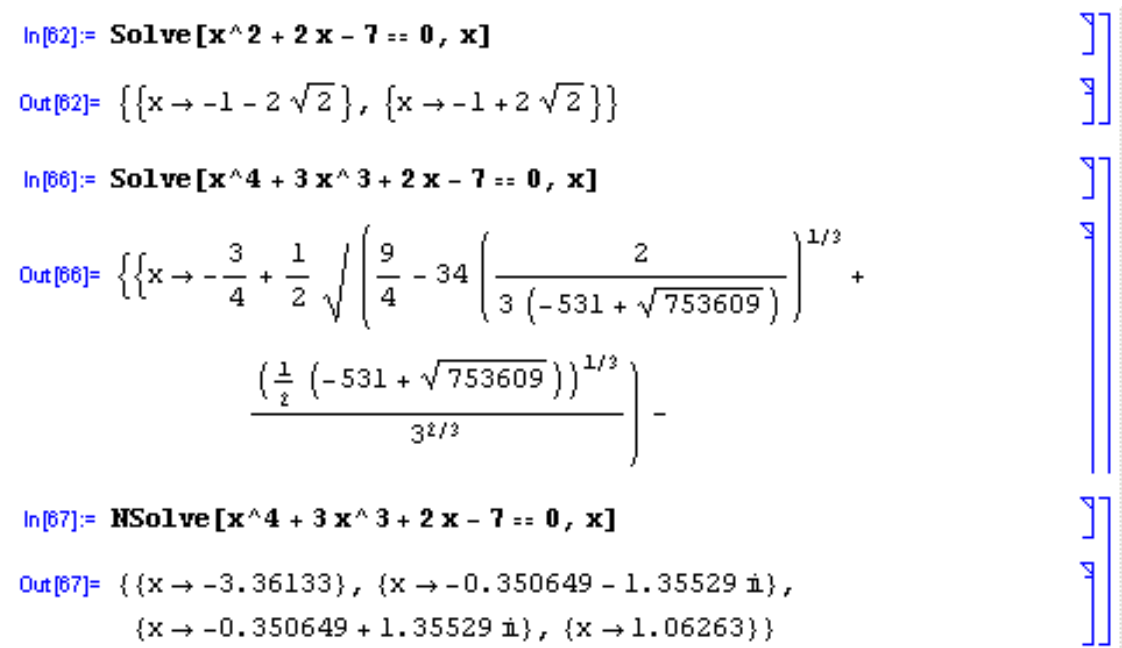 In[62]:= Solve[x^2 + 2 x - 7 == 0, x]
Out[62]= {{x → -1 - 2 √2}, {x → -1 + 2 √2}}
In[66]:= Solve[x^4 + 3 x^3 + 2 x - 7 == 0, x]
Out[66]= {{x → -3/4 + 1/2 √(9/4 - 34 (2/(3 (-531 + √753609)))^1/3 +
(1/2 (-531 + √753609))^1/3 / 3^2/3) -
In[67]:= NSolve[x^4 + 3 x^3 + 2 x - 7 == 0, x]
Out[67]= {{x → -3.36133}, {x → -0.350649 - 1.35529 ⅈ},
{x → -0.350649 + 1.35529 ⅈ}, {x → 1.06263}}